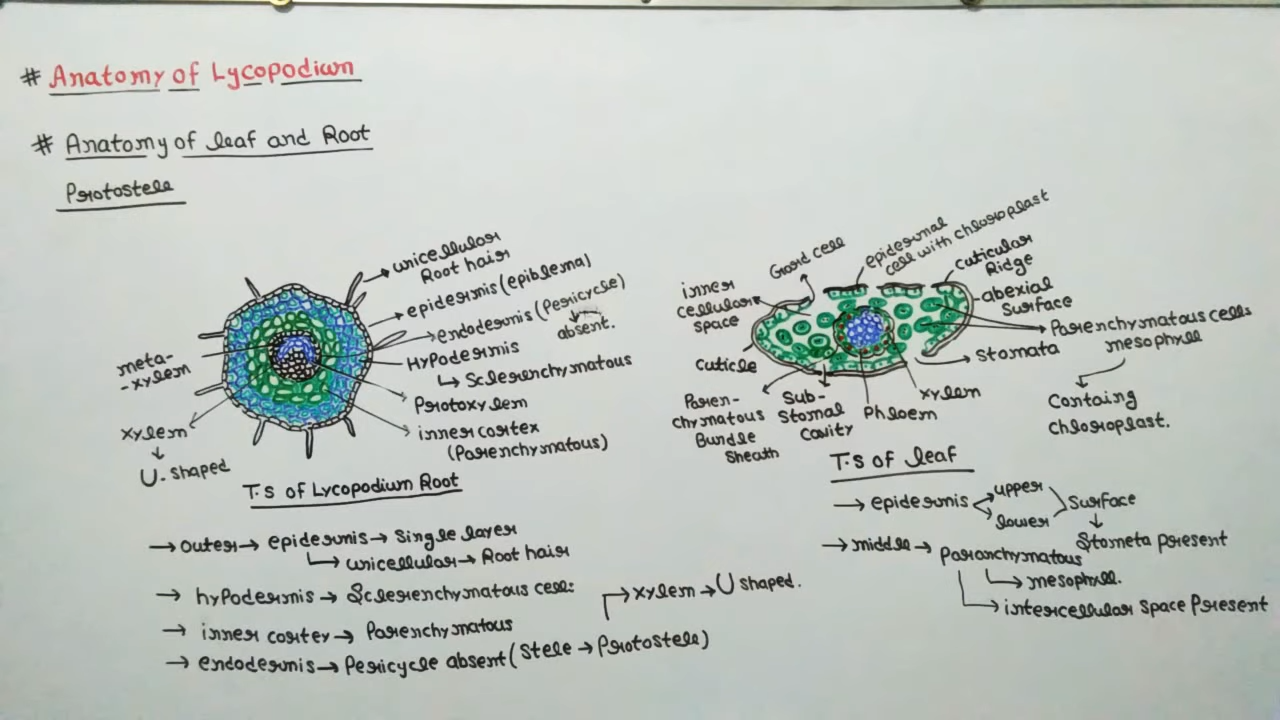 # Anatomy of Lycopodium
# Anatomy of leaf and Root
Protostele
unicellular
Root hair
epidermis (epiblema)
endodermis (Pericycle)
absent.
Hypodermis
↳ Sclerenchymatous
Protoxylem
inner cortex
(Parenchymatous)
meta-
-xylem
xylem
↓
U. shaped
T.S of Lycopodium Root
→ outer → epidermis → Single layer
↳ unicellular → Root hair
→ hypodermis → Sclerenchymatous cells
→ inner cortex → Parenchymatous
→ endodermis → Pericycle absent (Stele → Protostele)
→ xylem → U shaped.
Gaurd cell
epidermal
cell with chloroplast
cuticular
Ridge
abexial
Surface
Parenchymatous cells
mesophyll
Containg
chloroplast.
Stomata
inner
cellular
space
cuticle
Paren-
chymatous
Bundle
Sheath
Sub-
Stomal
Cavity
Phloem
xylem
T.S of leaf
→ epidermis upper
lower
Surface
↓
Stometa present
→ middle → Paranchymatous
→ mesophyll.
→ intercellular space Present